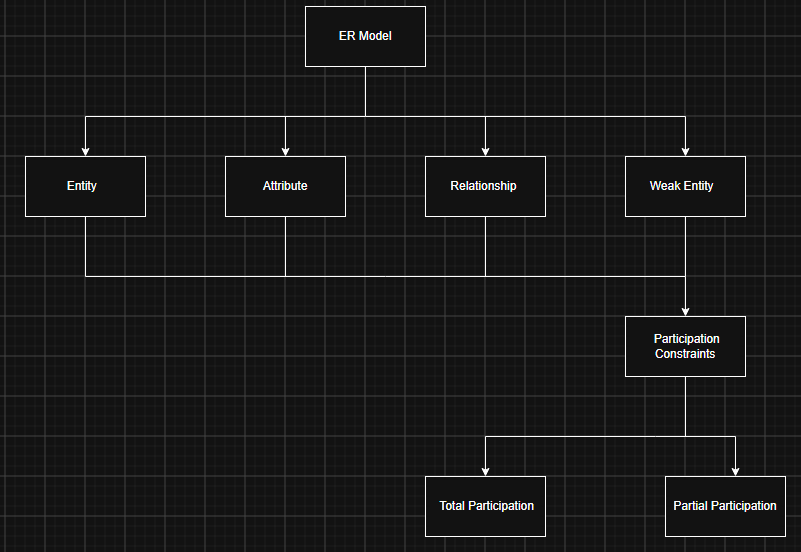 ER Model
Entity
Attribute
Relationship
Weak Entity
Participation
Constraints
Total Participation
Partial Participation